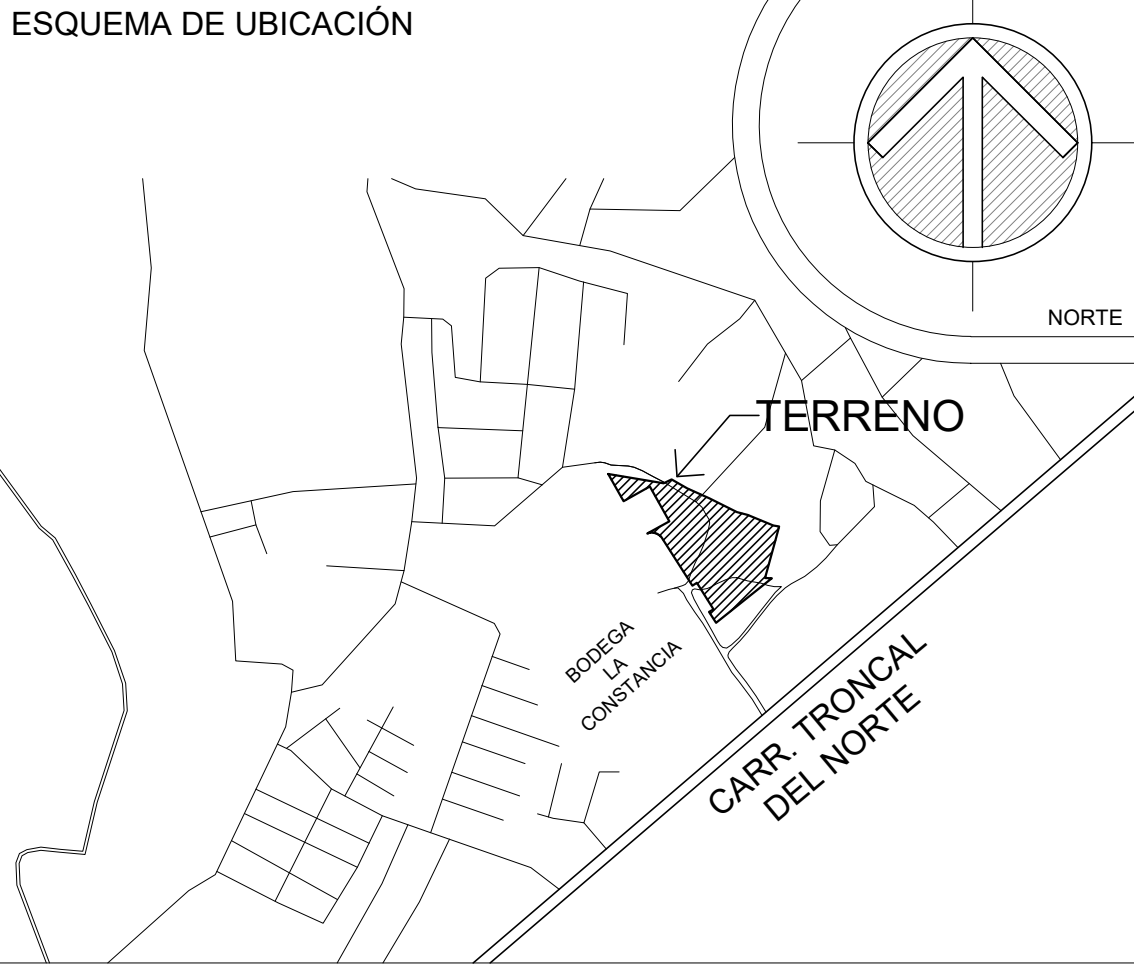 ESQUEMA DE UBICACIÓN
NORTE
TERRENO
BODEGA
LA
CONSTANCIA
CARR. TRONCAL
DEL NORTE